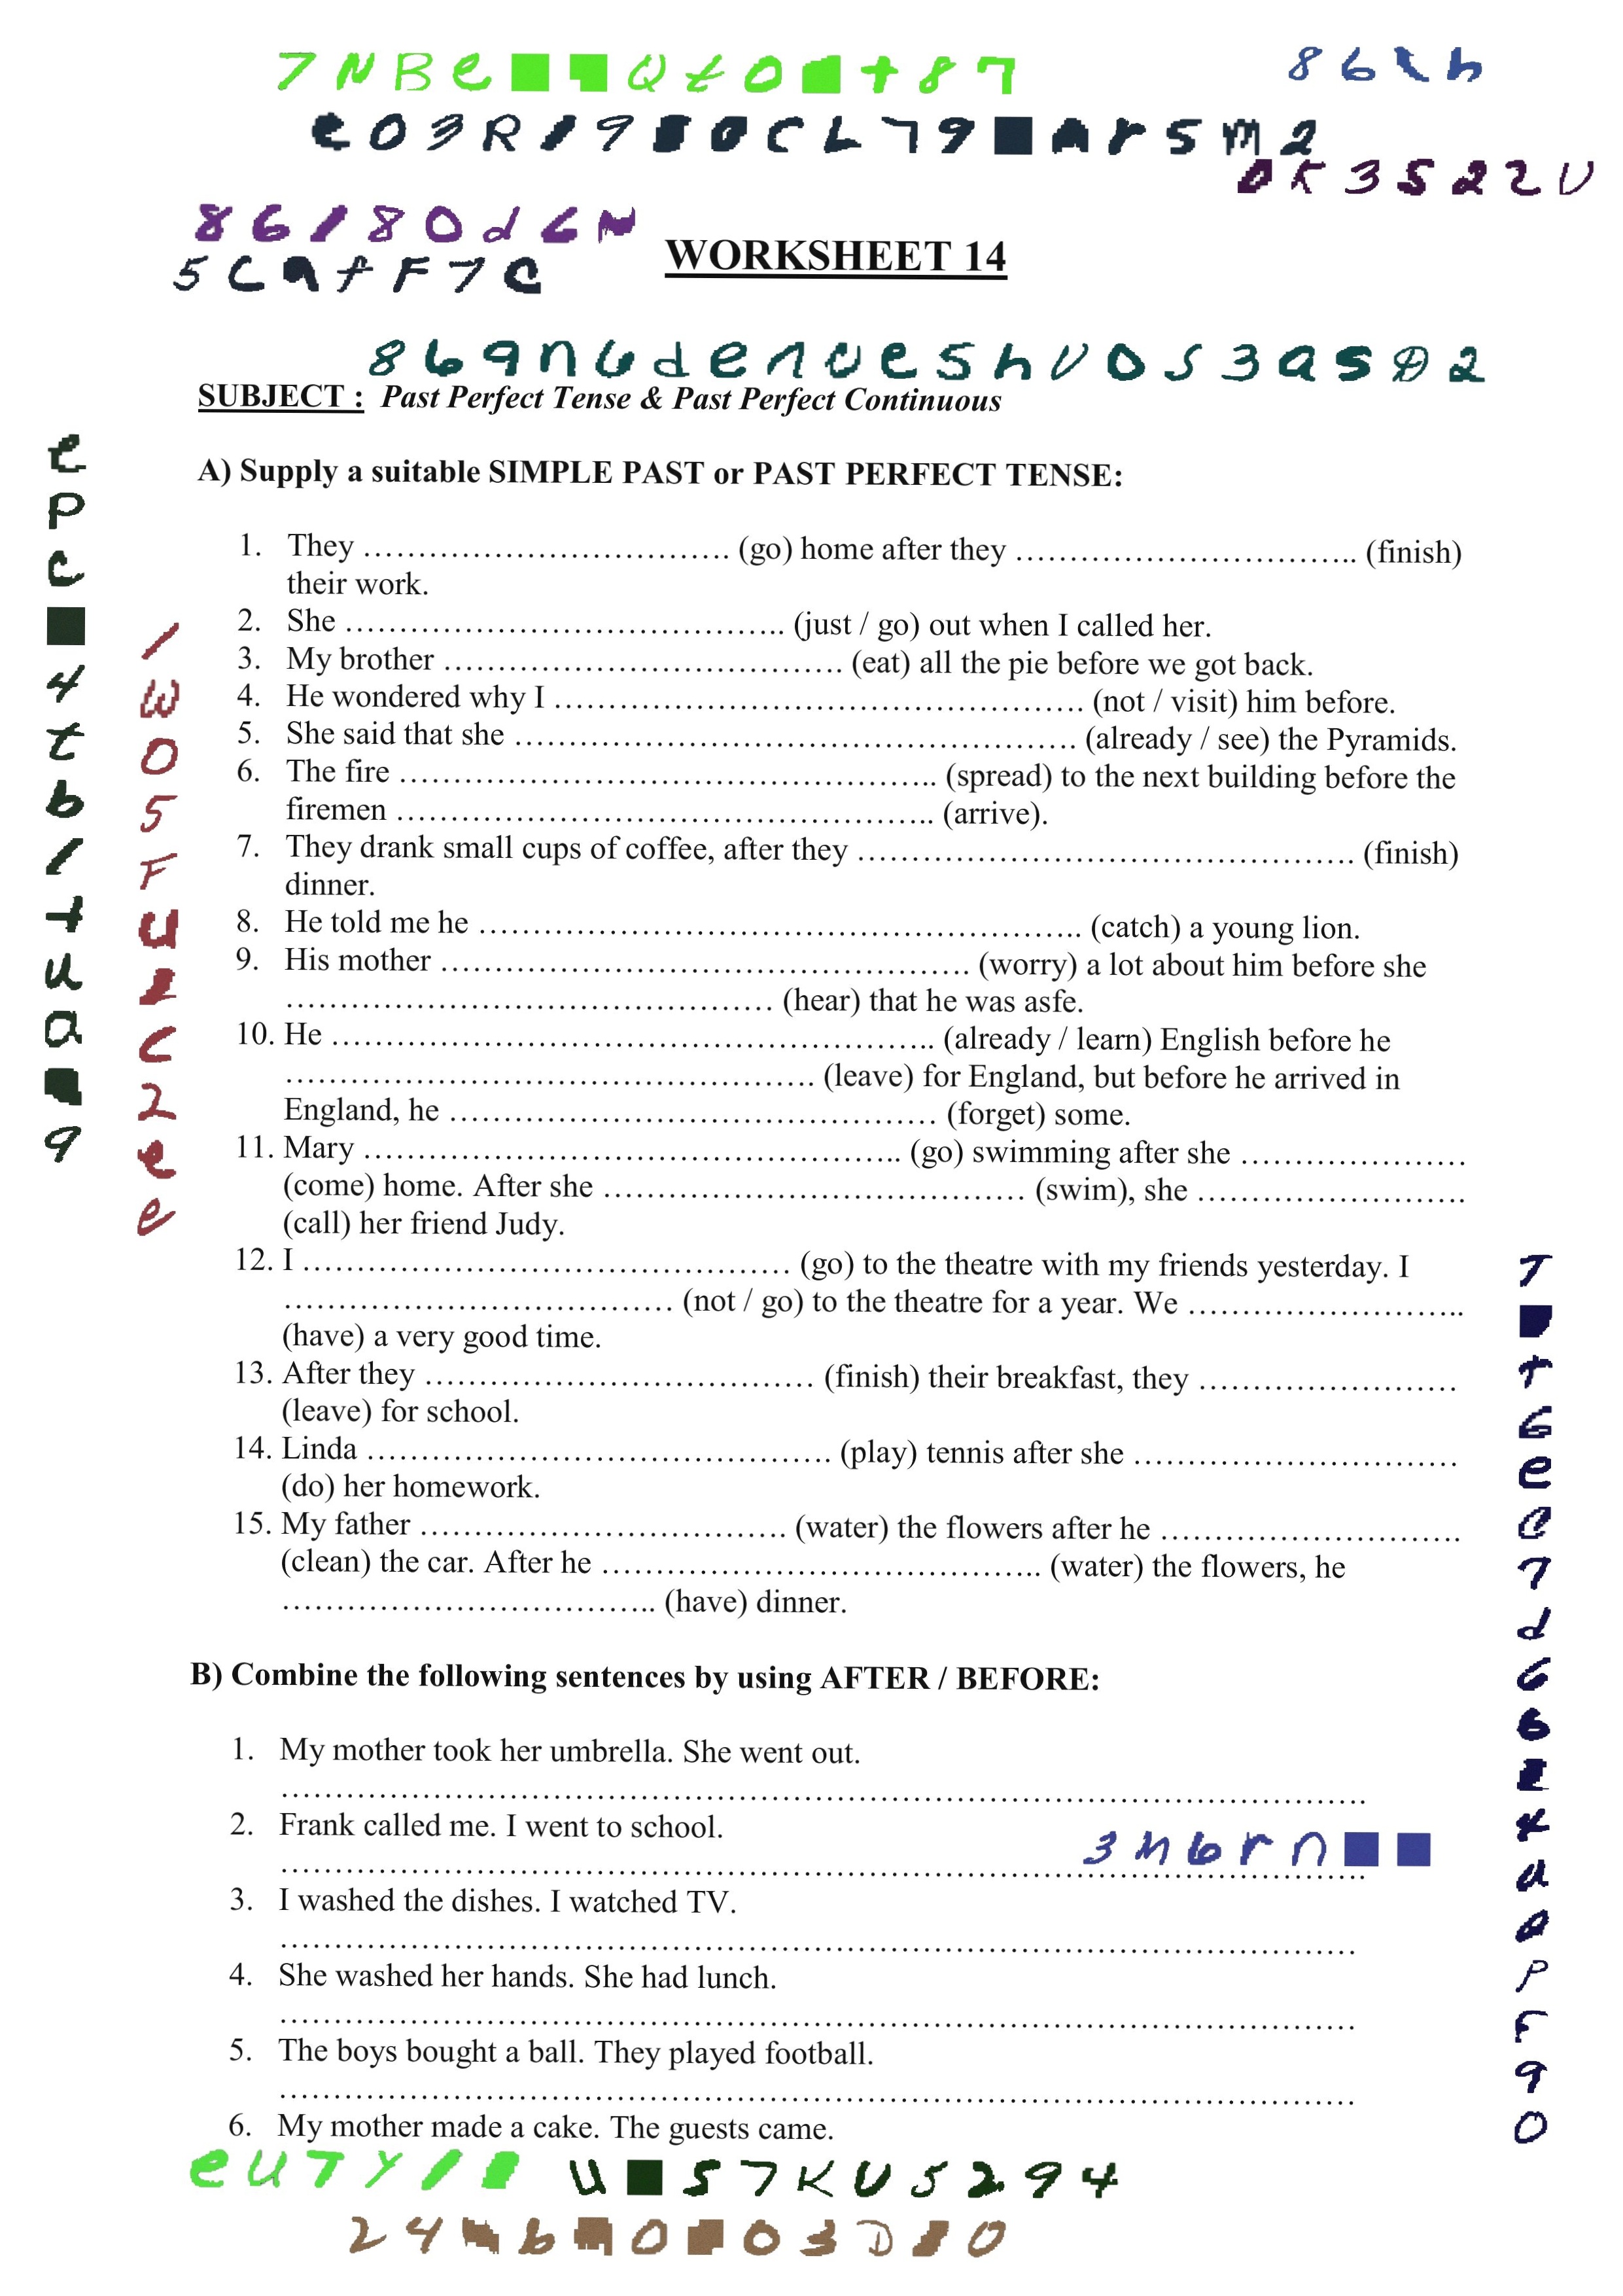 WORKSHEET 14
SUBJECT : Past Perfect Tense & Past Perfect Continuous
A) Supply a suitable SIMPLE PAST or PAST PERFECT TENSE:
1. They ………………………………. (go) home after they …………………………….. (finish)
their work.
2. She …………………………………….. (just / go) out when I called her.
3. My brother …………………………………. (eat) all the pie before we got back.
4. He wondered why I ……………………………………………. (not / visit) him before.
5. She said that she ………………………………………………. (already / see) the Pyramids.
6. The fire …………………………………………….. (spread) to the next building before the
firemen …………………………………………….. (arrive).
7. They drank small cups of coffee, after they …………………………………………. (finish)
dinner.
8. He told me he ………………………………………………….. (catch) a young lion.
9. His mother ……………………………………………. (worry) a lot about him before she
………………………………………… (hear) that he was asfe.
10. He ………………………………………………….. (already / learn) English before he
……………………………………………. (leave) for England, but before he arrived in
England, he ………………………………………… (forget) some.
11. Mary …………………………………………….. (go) swimming after she …………………
(come) home. After she …………………………………… (swim), she …………………….
(call) her friend Judy.
12. I ………………………………………… (go) to the theatre with my friends yesterday. I
………………………………. (not / go) to the theatre for a year. We ……………………..
(have) a very good time.
13. After they ………………………………… (finish) their breakfast, they ……………………
(leave) for school.
14. Linda ………………………………………. (play) tennis after she …………………………
(do) her homework.
15. My father ………………………………. (water) the flowers after he ……………………….
(clean) the car. After he …………………………………….. (water) the flowers, he
…………………………….. (have) dinner.
B) Combine the following sentences by using AFTER / BEFORE:
1. My mother took her umbrella. She went out.
…………………………………………………………………………………………….
2. Frank called me. I went to school.
…………………………………………………………………………………………….
3. I washed the dishes. I watched TV.
……………………………………………………………………………………………
4. She washed her hands. She had lunch.
……………………………………………………………………………………………
5. The boys bought a ball. They played football.
……………………………………………………………………………………………
6. My mother made a cake. The guests came.